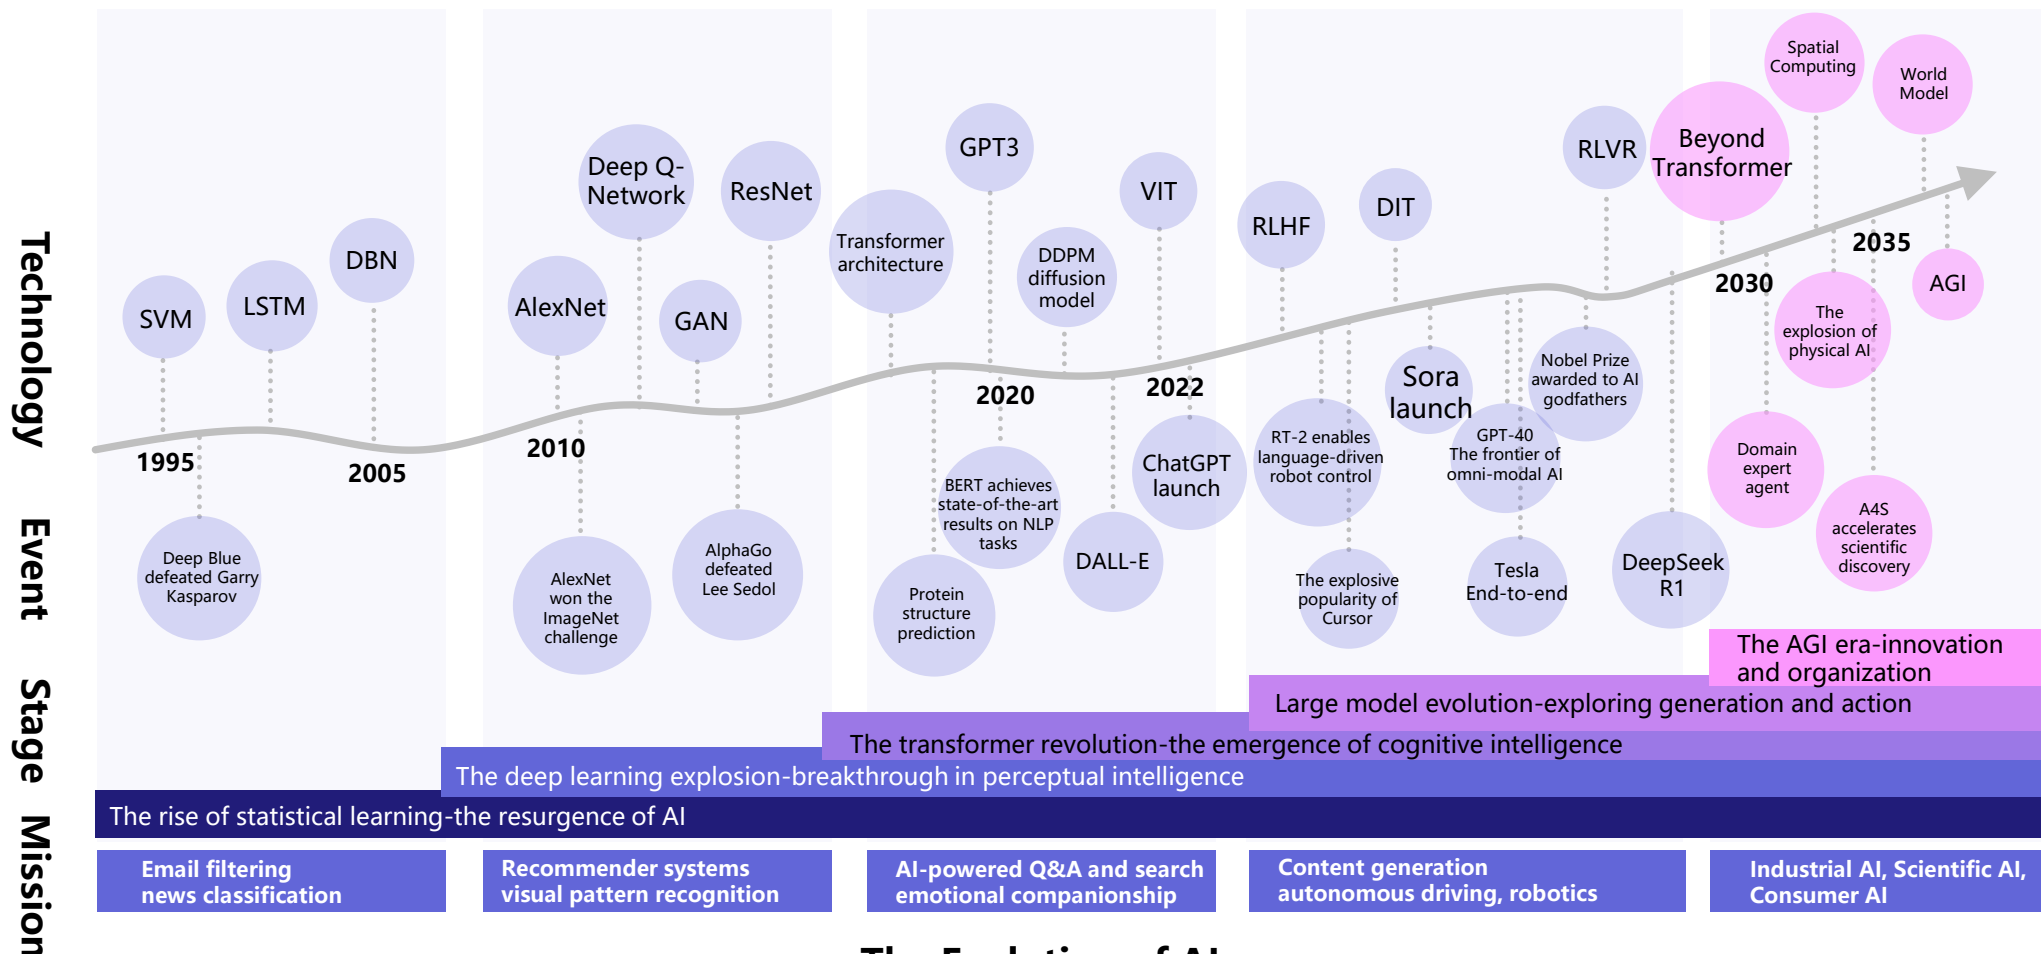 Technology
Event
Stage
Mission
SVM
LSTM
DBN
AlexNet
Deep Q-
Network
GAN
ResNet
Transformer
architecture
GPT3
DDPM
diffusion
model
VIT
RLHF
DIT
RLVR
Beyond
Transformer
Spatial
Computing
World
Model
1995
2005
2010
2020
2022
2030
2035
Deep Blue
defeated Garry
Kasparov
AlexNet
won the
ImageNet
challenge
AlphaGo
defeated
Lee Sedol
Protein
structure
prediction
BERT achieves
state-of-the-art
results on NLP
tasks
DALL-E
ChatGPT
launch
RT-2 enables
language-driven
robot control
The explosive
popularity of
Cursor
Sora
launch
GPT-40
The frontier of
omni-modal AI
Tesla
End-to-end
Nobel Prize
awarded to AI
godfathers
DeepSeek
R1
Domain
expert
agent
The
explosion of
physical AI
A4S
accelerates
scientific
discovery
AGI
The AGI era-innovation
and organization
Large model evolution-exploring generation and action
The transformer revolution-the emergence of cognitive intelligence
The deep learning explosion-breakthrough in perceptual intelligence
The rise of statistical learning-the resurgence of AI
Email filtering
news classification
Recommender systems
visual pattern recognition
AI-powered Q&A and search
emotional companionship
Content generation
autonomous driving, robotics
Industrial AI, Scientific AI,
Consumer AI
The Evolution of AI